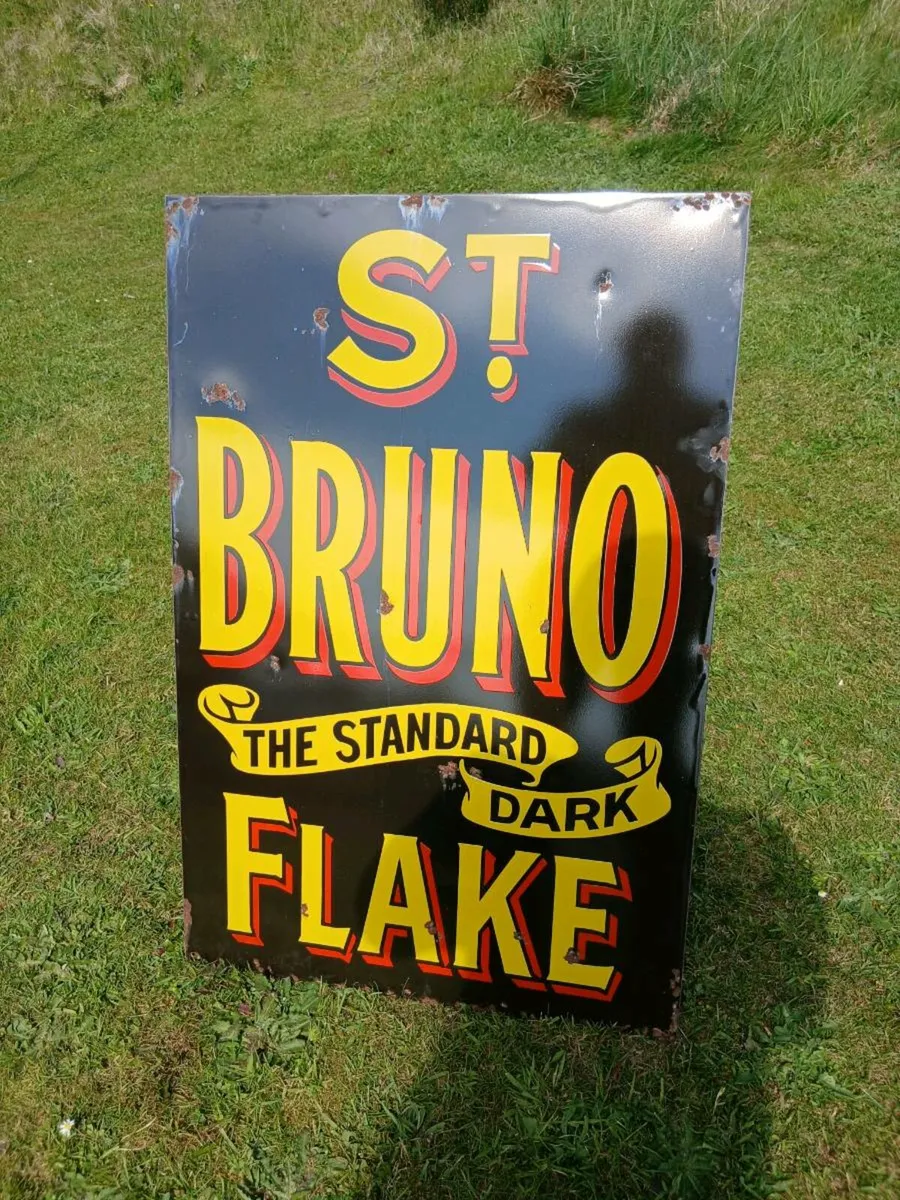 ST.
BRUNO
THE STANDARD
DARK
FLAKE